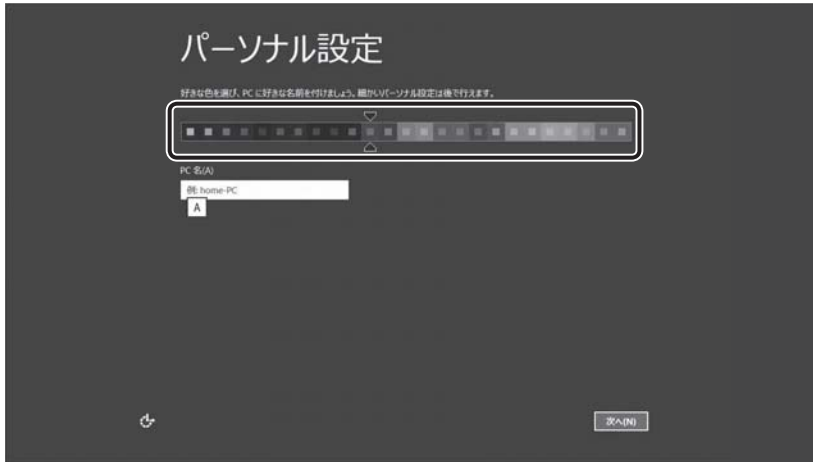 パーソナル設定
好きな色を選び、PC に好きな名前を付けましょう。細かいパーソナル設定は後で行えます。
PC 名(A)
例: home-PC
A
次へ(N)